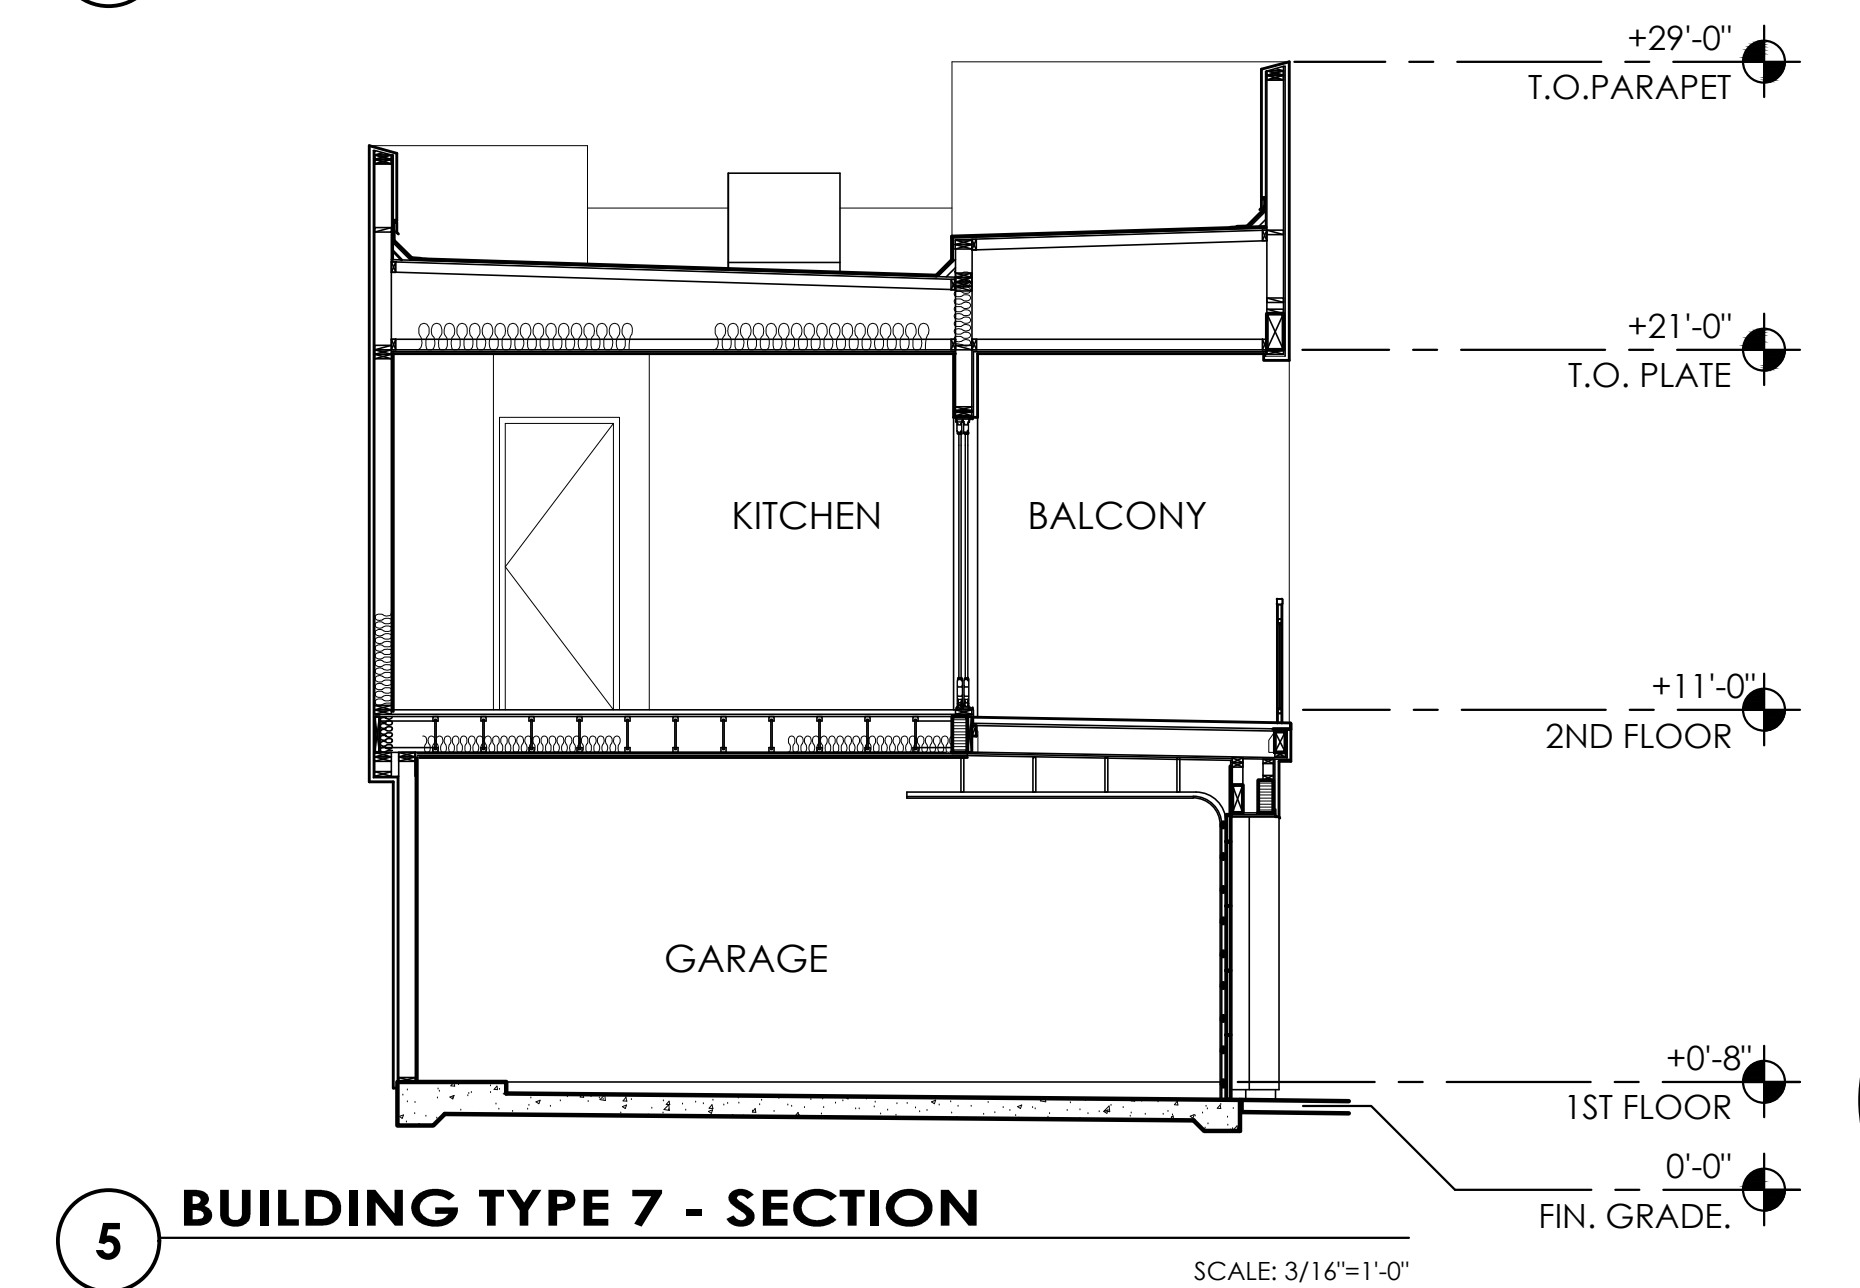 +29'-0"
T.O.PARAPET
+21'-0"
T.O. PLATE
KITCHEN
BALCONY
+11'-0"
2ND FLOOR
GARAGE
+0'-8"
1ST FLOOR
0'-0"
FIN. GRADE.
5
BUILDING TYPE 7 - SECTION
SCALE: 3/16"=1'-0"